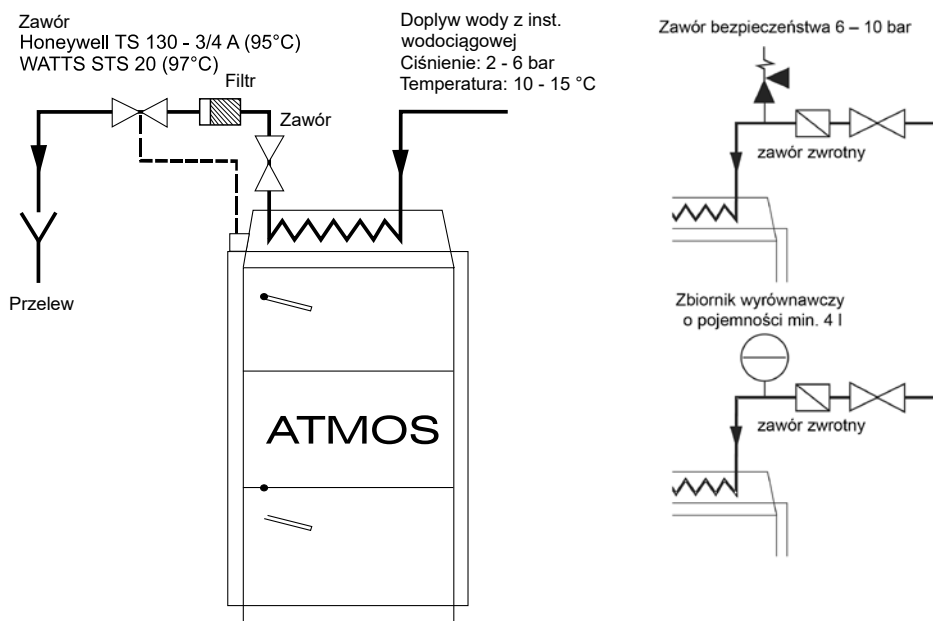 Zawór
Honeywell TS 130 - 3/4 A (95°C)
WATTS STS 20 (97°C)
Filtr
Zawór
Przelew
Doplyw wody z inst.
wodociągowej
Ciśnienie: 2 - 6 bar
Temperatura: 10 - 15 °C
ATMOS
Zawór bezpieczeństwa 6 – 10 bar
zawór zwrotny
Zbiornik wyrównawczy
o pojemności min. 4 l
zawór zwrotny